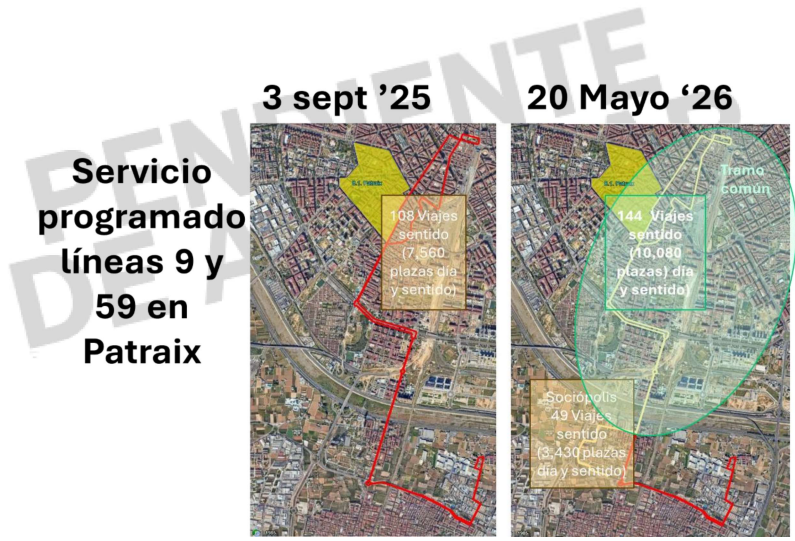 PENDIENTE
DE
3 sept ’25
20 Mayo ‘26
Servicio
programado
líneas 9 y
59 en
Patraix
108 Viajes
sentido
(7,560
plazas día
y sentido)
Tramo
común
144 Viajes
sentido
(10,080
plazas) día
y sentido)
Sociópolis
49 Viajes
sentido
(3,430 plazas
día y sentido)